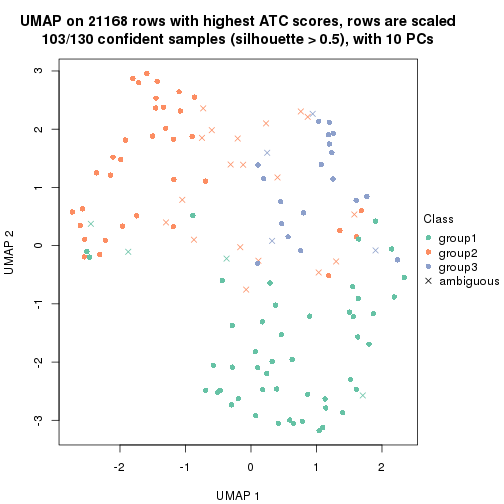 UMAP on 21168 rows with highest ATC scores, rows are scaled
103/130 confident samples (silhouette > 0.5), with 10 PCs
3
2
1
0
-1
-2
-3
UMAP 2
-2
-1
0
1
2
UMAP 1
Class
group1
group2
group3
ambiguous